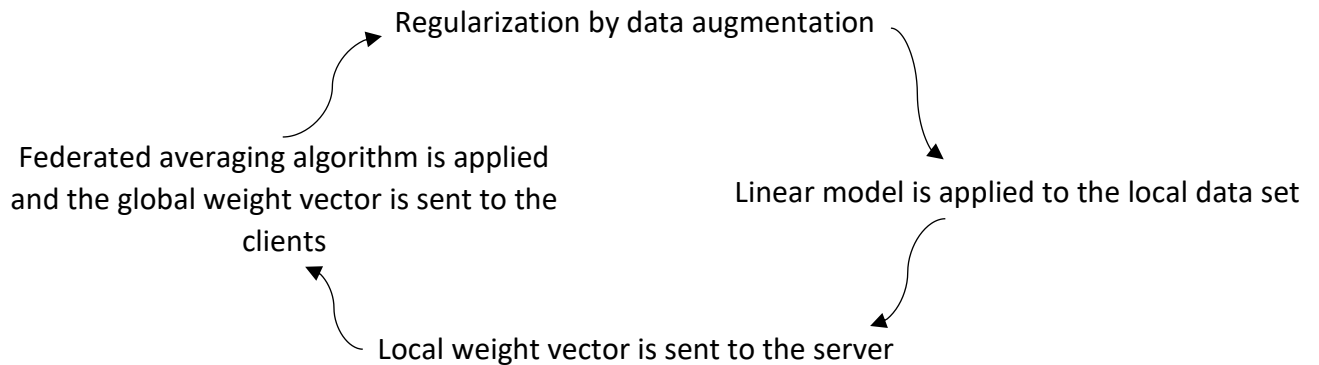 Regularization by data augmentation
Federated averaging algorithm is applied
and the global weight vector is sent to the
clients
Linear model is applied to the local data set
Local weight vector is sent to the server